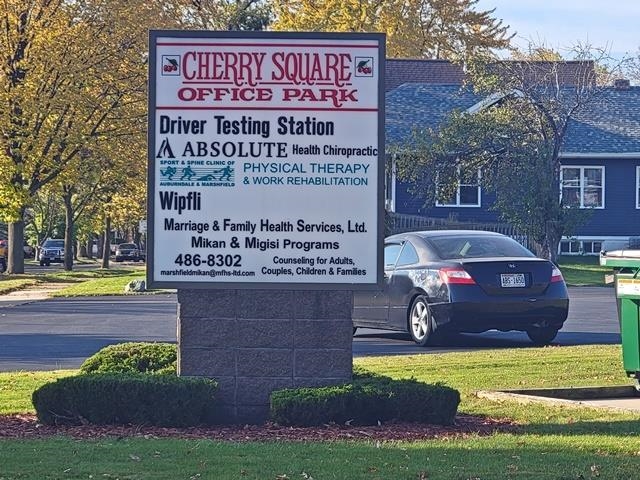 CHERRY SQUARE
OFFICE PARK
Driver Testing Station
ABSOLUTE Health Chiropractic
SPORT & SPINE CLINIC OF
AUBURNDALE & MARSHFIELD
PHYSICAL THERAPY
& WORK REHABILITATION
Wipfli
Marriage & Family Health Services, Ltd.
Mikan & Migisi Programs
486-8302
marshfieldmikan@mfhs-ltd.com
Counseling for Adults,
Couples, Children & Families